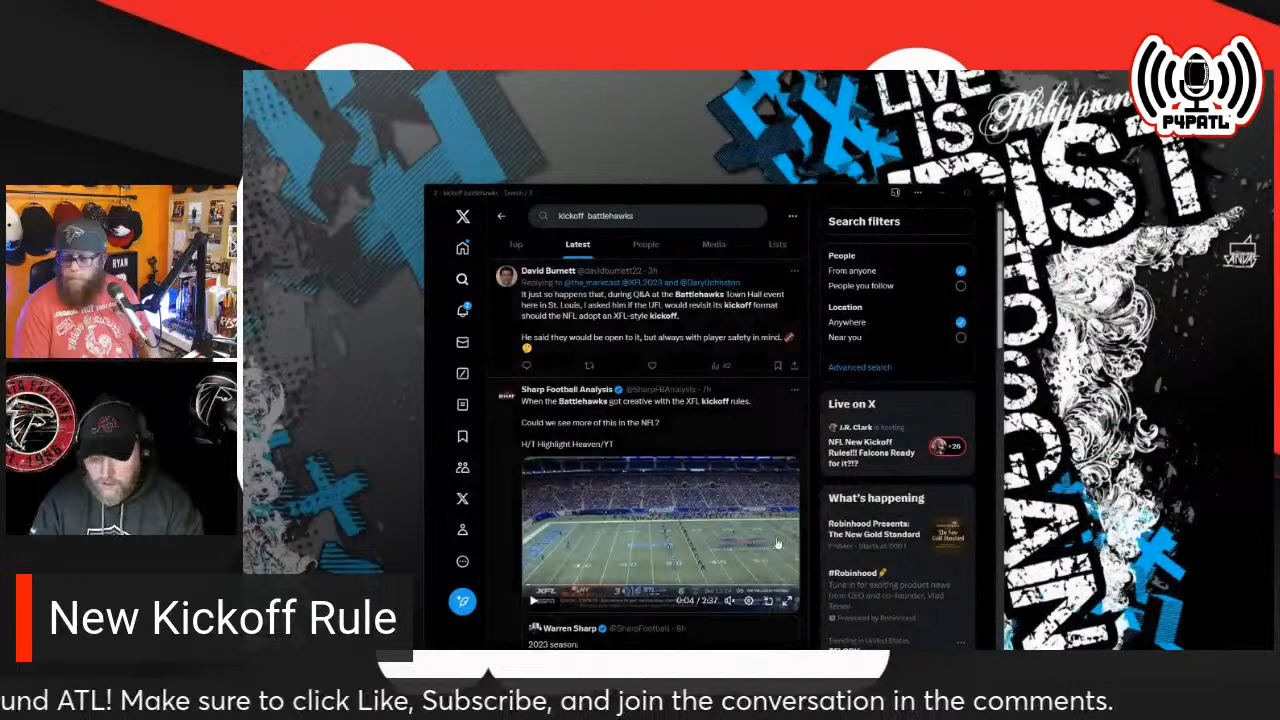 LIVE
IS
Philippian
P4PATL
RYAN
kickoff battlehawks
Search filters
Top
Latest
People
Media
Lists
People
From anyone
People you follow
David Burnett @davidburnett22 · 3h
Replying to @the_markcast @XFL2023 and @DarylJohnston
It just so happens that, during Q&A at the Battlehawks Town Hall event
here in St. Louis, I asked him if the UFL would revisit its kickoff format
should the NFL adopt an XFL-style kickoff.
He said they would be open to it, but always with player safety in mind.
Location
Anywhere
Near you
Advanced search
Sharp Football Analysis @SharpFBAnalysis · 7h
When the Battlehawks got creative with the XFL kickoff rules.
Could we see more of this in the NFL?
H/T Highlight Heaven/YT
Live on X
J.R. Clark is hosting
NFL New Kickoff
Rules!!! Falcons Ready
for it?!?
+26
What's happening
Robinhood Presents:
The New Gold Standard
#Robinhood
Tune in for exciting product news
from CEO and co-founder, Vlad
Tenev
Promoted by Robinhood
Trending in United States
XFL
0:04 / 2:37
Warren Sharp @SharpFootball · 8h
2023 season:
New Kickoff Rule
und ATL! Make sure to click Like, Subscribe, and join the conversation in the comments.